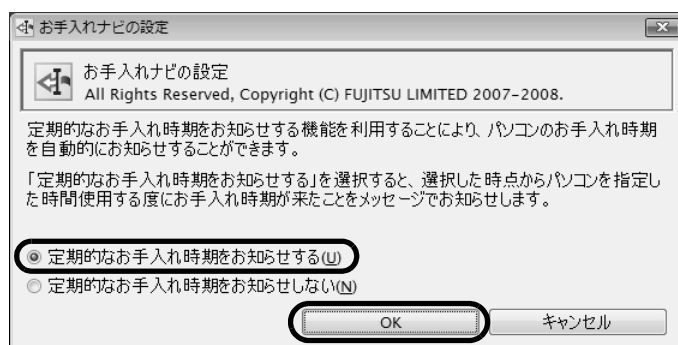 お手入れナビの設定
お手入れナビの設定
All Rights Reserved, Copyright (C) FUJITSU LIMITED 2007-2008.
定期的なお手入れ時期をお知らせする機能を利用することにより、パソコンのお手入れ時期
を自動的にお知らせすることができます。
「定期的なお手入れ時期をお知らせする」を選択すると、選択した時点からパソコンを指定し
た時間使用する度にお手入れ時期が来たことをメッセージでお知らせします。
定期的なお手入れ時期をお知らせする(U)
定期的なお手入れ時期をお知らせしない(N)
OK キャンセル